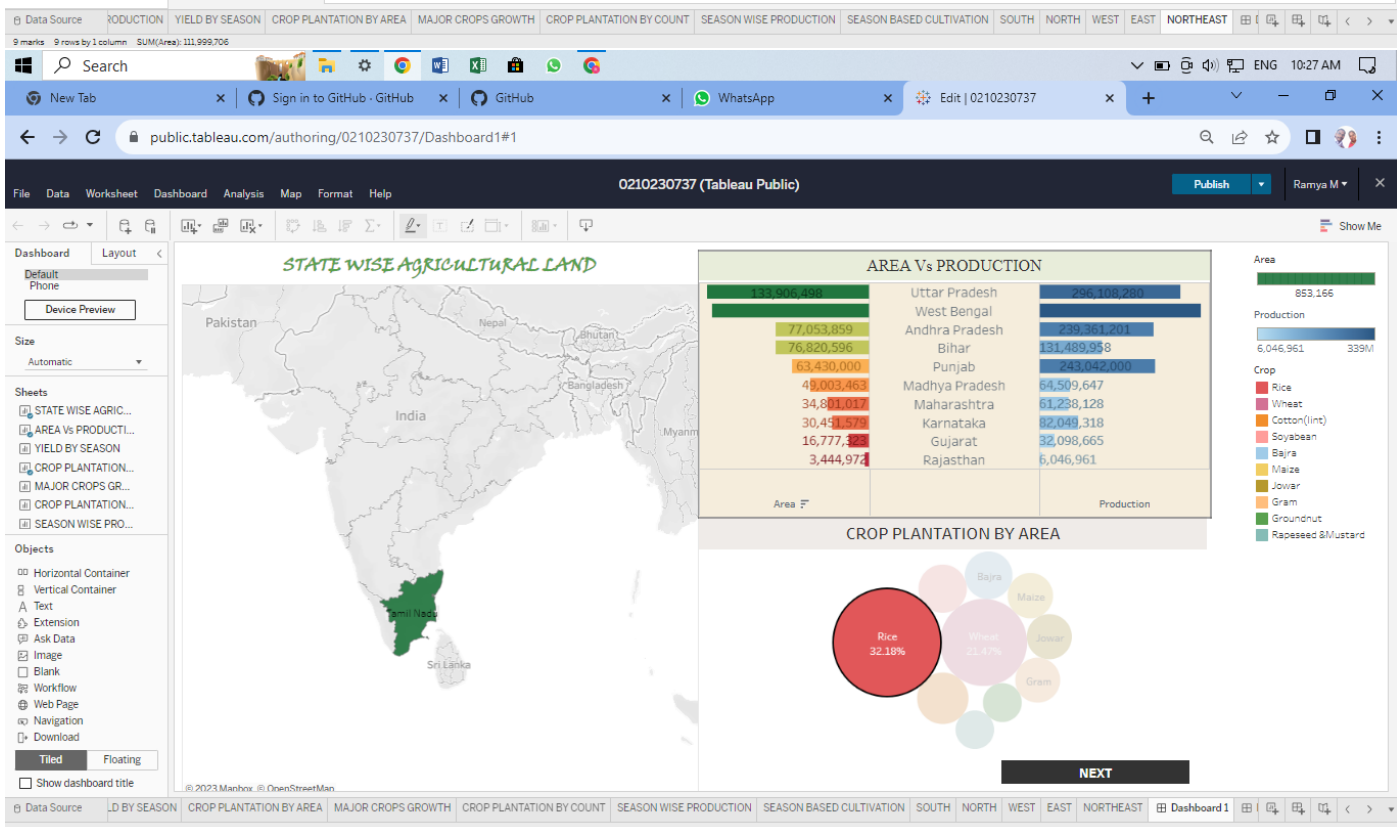 Data Source RODUCTION YIELD BY SEASON CROP PLANTATION BY AREA MAJOR CROPS GROWTH CROP PLANTATION BY COUNT SEASON WISE PRODUCTION SEASON BASED CULTIVATION SOUTH NORTH WEST EAST NORTHEAST
9 marks 9 rows by 1 column SUM(Area): 111,999,706
Search ENG 10:27 AM
New Tab Sign in to GitHub · GitHub GitHub WhatsApp Edit | 0210230737
public.tableau.com/authoring/0210230737/Dashboard1#1
0210230737 (Tableau Public) Publish Ramya M
File Data Worksheet Dashboard Analysis Map Format Help
Show Me
Dashboard Layout
Default
Phone
Device Preview
Size
Automatic
Sheets
STATE WISE AGRIC...
AREA Vs PRODUCTI...
YIELD BY SEASON
CROP PLANTATION...
MAJOR CROPS GR...
CROP PLANTATION...
SEASON WISE PRO...
Objects
Horizontal Container
Vertical Container
Text
Extension
Ask Data
Image
Blank
Workflow
Web Page
Navigation
Download
Tiled Floating
Show dashboard title
STATE WISE AGRICULTURAL LAND
Pakistan
Nepal
Bhutan
Bangladesh
India
Myanm
Tamil Nadu
Sri Lanka
© 2023 Mapbox © OpenStreetMap
AREA Vs PRODUCTION
133,906,498 Uttar Pradesh 296,108,280
West Bengal
77,053,859 Andhra Pradesh 239,361,201
76,820,596 Bihar 131,489,958
63,430,000 Punjab 243,042,000
49,003,463 Madhya Pradesh 64,509,647
34,801,017 Maharashtra 61,238,128
30,451,579 Karnataka 82,049,318
16,777,323 Gujarat 32,098,665
3,444,972 Rajasthan 6,046,961
Area Production
CROP PLANTATION BY AREA
Bajra
Maize
Rice
32.18%
Wheat
21.47%
Jowar
Gram
NEXT
Area
853,166
Production
6,046,961 339M
Crop
Rice
Wheat
Cotton(lint)
Soyabean
Bajra
Maize
Jowar
Gram
Groundnut
Rapeseed &Mustard
Data Source LD BY SEASON CROP PLANTATION BY AREA MAJOR CROPS GROWTH CROP PLANTATION BY COUNT SEASON WISE PRODUCTION SEASON BASED CULTIVATION SOUTH NORTH WEST EAST NORTHEAST Dashboard 1